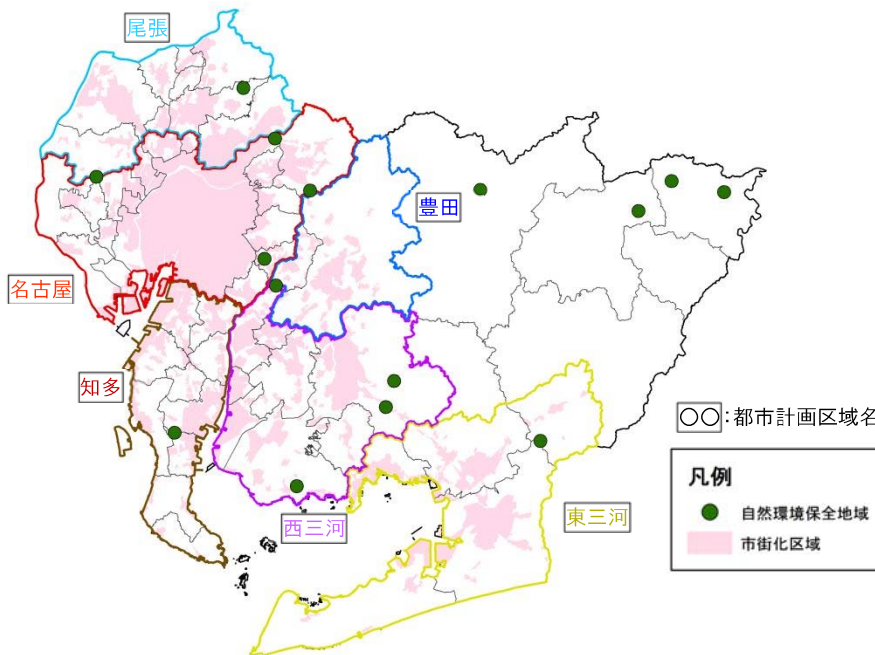 尾張
豊田
名古屋
知多
○○:都市計画区域名
凡例
自然環境保全地域
市街化区域
西三河
東三河